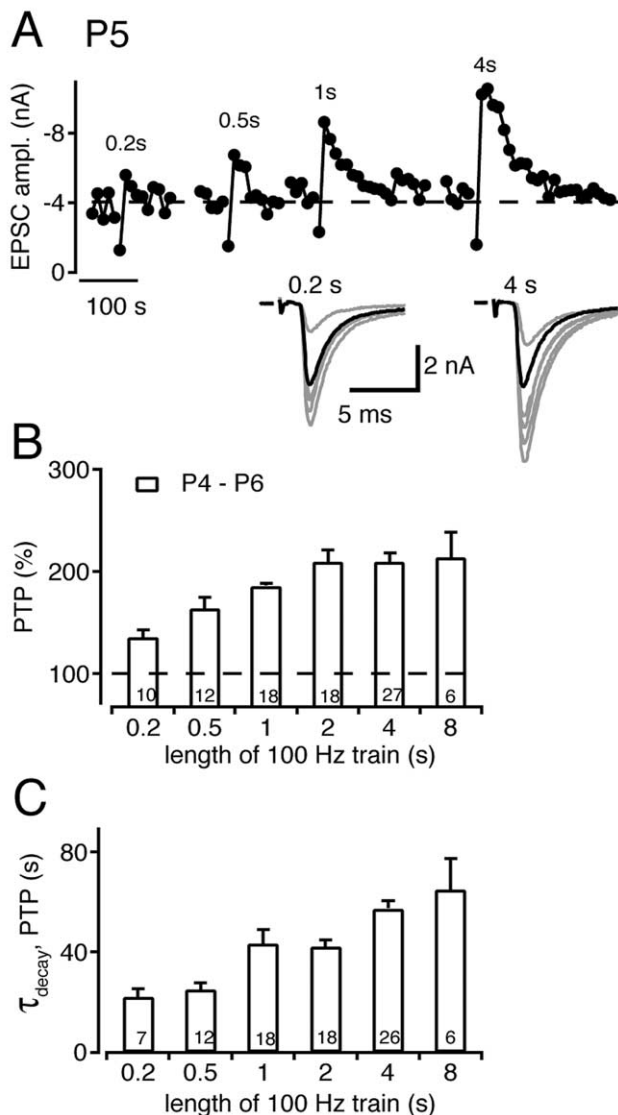 A P5
EPSC ampl. (nA)
-8
-4
0
0.2s
0.5s
1s
4s
100 s
0.2 s
4 s
2 nA
5 ms
B
P4 - P6
PTP (%)
300
200
100
10 12 18 18 27 6
0.2 0.5 1 2 4 8
length of 100 Hz train (s)
C
τdecay, PTP (s)
80
40
0
7 12 18 18 26 6
0.2 0.5 1 2 4 8
length of 100 Hz train (s)